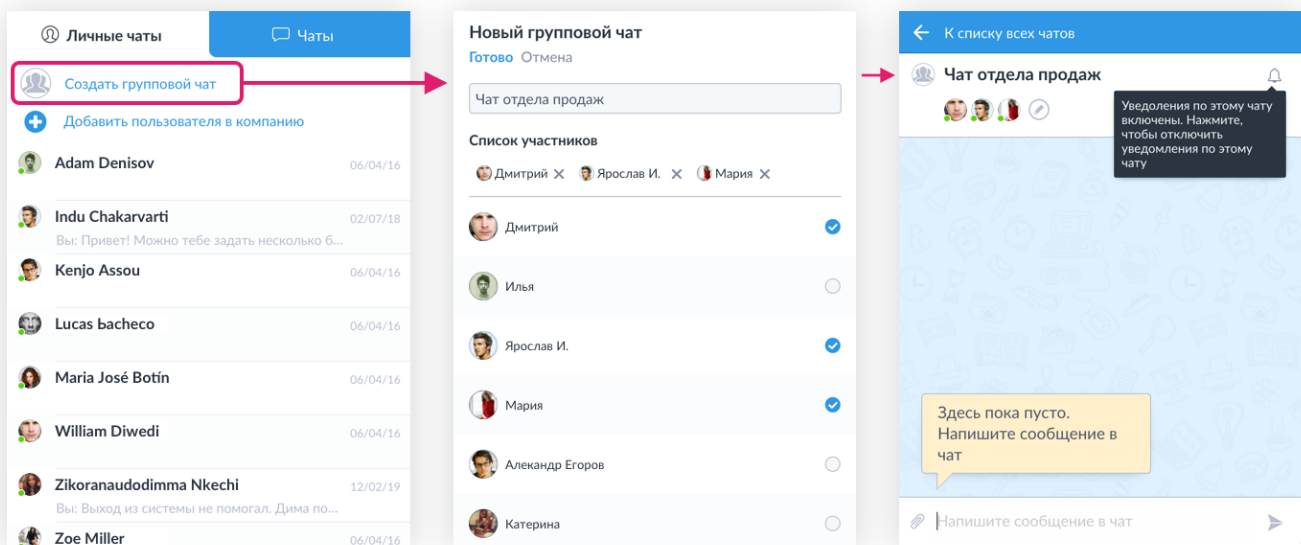 Личные чаты
Чаты
Создать групповой чат
Добавить пользователя в компанию
Adam Denisov
06/04/16
Indu Chakarvarti
02/07/18
Вы: Привет! Можно тебе задать несколько б...
Kenjo Assou
06/04/16
Lucas Ьacheco
06/04/16
Maria José Botín
06/04/16
William Diwedi
06/04/16
Zikoranaudodimma Nkechi
12/02/19
Вы: Выход из системы не помогал. Дима по...
Zoe Miller
06/04/16
Новый групповой чат
Готово Отмена
Чат отдела продаж
Список участников
Дмитрий Ярослав И. Мария
Дмитрий
Илья
Ярослав И.
Мария
Алекандр Егоров
Катерина
К списку всех чатов
Чат отдела продаж
Уведоления по этому чату
включены. Нажмите,
чтобы отключить
уведомления по этому
чату
Здесь пока пусто.
Напишите сообщение в
чат
Напишите сообщение в чат